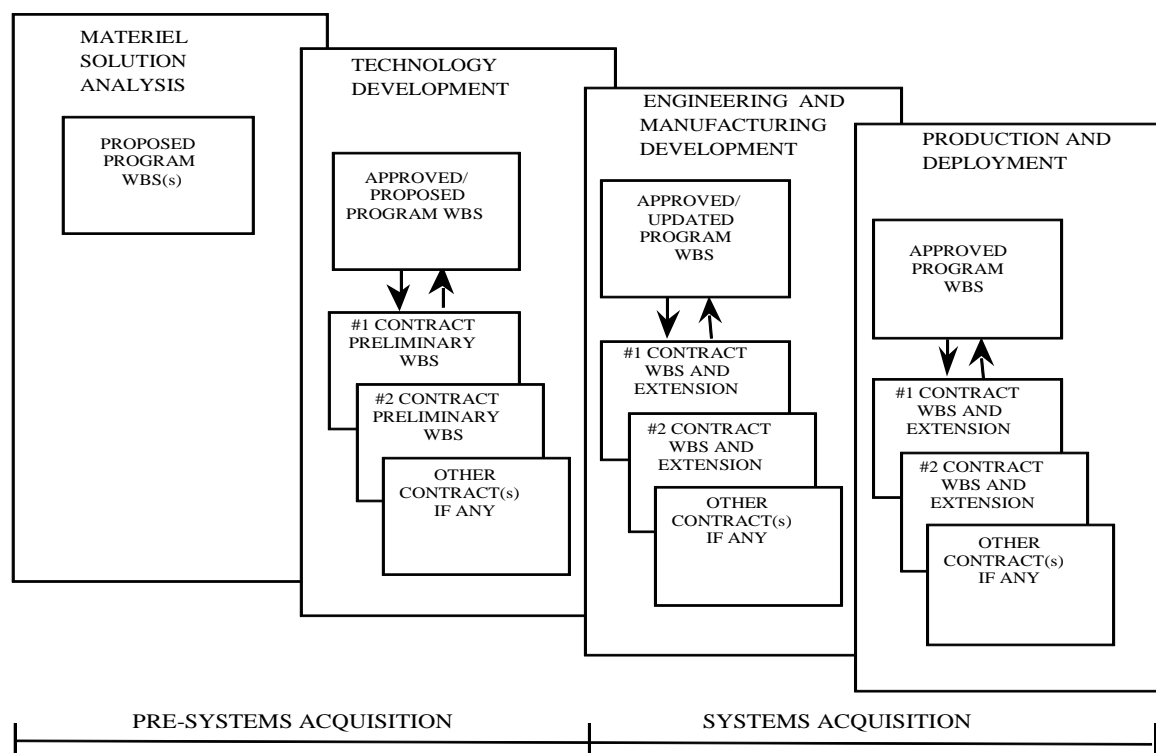 MATERIEL
SOLUTION
ANALYSIS
PROPOSED
PROGRAM
WBS(s)
TECHNOLOGY
DEVELOPMENT
APPROVED/
PROPOSED
PROGRAM WBS
#1 CONTRACT
PRELIMINARY
WBS
#2 CONTRACT
PRELIMINARY
WBS
OTHER
CONTRACT(s)
IF ANY
ENGINEERING AND
MANUFACTURING
DEVELOPMENT
APPROVED/
UPDATED
PROGRAM
WBS
#1 CONTRACT
WBS AND
EXTENSION
#2 CONTRACT
WBS AND
EXTENSION
OTHER
CONTRACT(s)
IF ANY
PRODUCTION AND
DEPLOYMENT
APPROVED
PROGRAM
WBS
#1 CONTRACT
WBS AND
EXTENSION
#2 CONTRACT
WBS AND
EXTENSION
OTHER
CONTRACT(s)
IF ANY
PRE-SYSTEMS ACQUISITION
SYSTEMS ACQUISITION